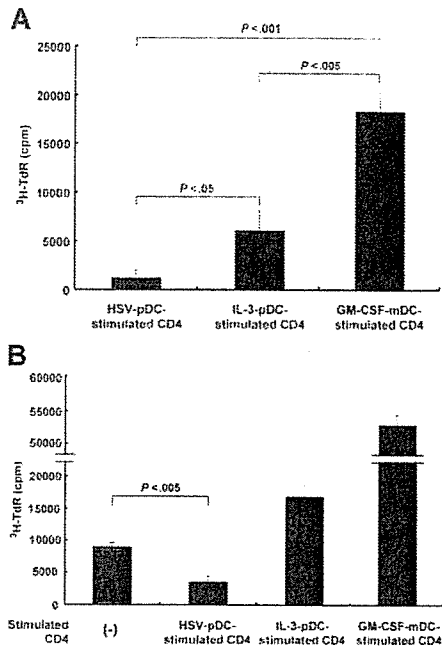 A
P <.001
25000
P <.005
20000
15000
³H-TdR (cpm)
10000
P <.05
5000
0
HSV-pDC-
stimulated CD4
IL-3-pDC-
stimulated CD4
GM-CSF-mDC-
stimulated CD4
B
60000
55000
50000
20000
P <.005
15000
³H-TdR (cpm)
10000
5000
0
Stimulated
CD4
(-)
HSV-pDC-
stimulated CD4
IL-3-pDC-
stimulated CD4
GM-CSF-mDC-
stimulated CD4